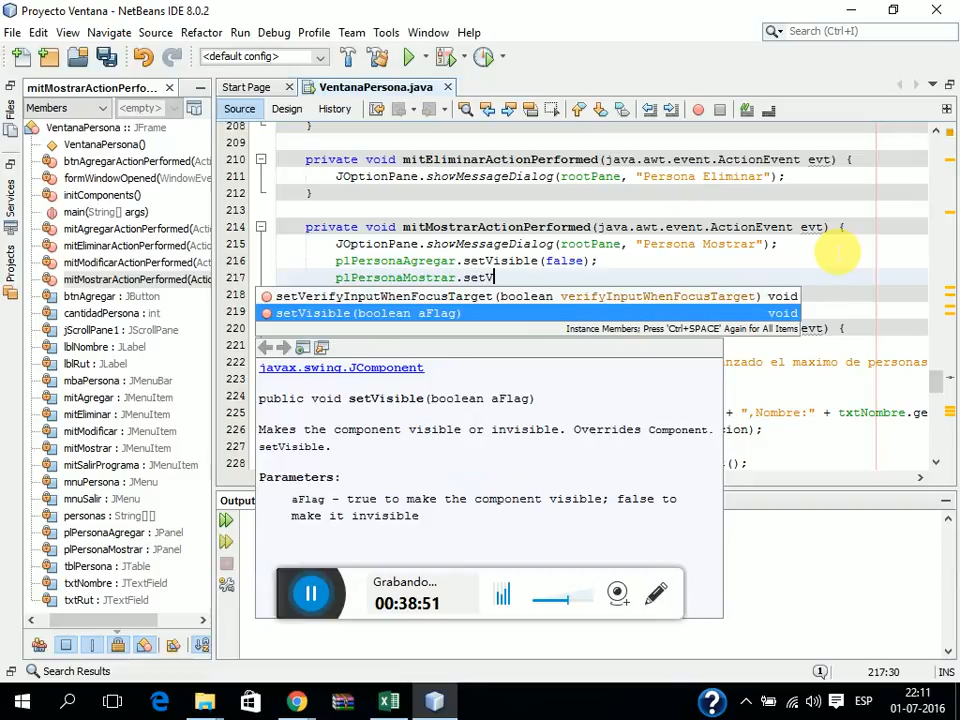 Proyecto Ventana - NetBeans IDE 8.0.2
File Edit View Navigate Source Refactor Run Debug Profile Team Tools Window Help
Search (Ctrl+I)
<default config>
mitMostrarActionPerfo...
Start Page
VentanaPersona.java
Members
<empty>
Source
Design
History
Files
Services
Projects
VentanaPersona :: JFrame
VentanaPersona()
btnAgregarActionPerformed(Actio
formWindowOpened(WindowEve
initComponents()
main(String[] args)
mitAgregarActionPerformed(Actio
mitEliminarActionPerformed(Actio
mitModificarActionPerformed(Acti
mitMostrarActionPerformed(Actio
btnAgregar : JButton
cantidadPersona : int
jScrollPane1 : JScrollPane
lblNombre : JLabel
lblRut : JLabel
mbaPersona : JMenuBar
mitAgregar : JMenuItem
mitEliminar : JMenuItem
mitModificar : JMenuItem
mitMostrar : JMenuItem
mitSalirPrograma : JMenuItem
mnuPersona : JMenu
mnuSalir : JMenu
personas : String[][]
plPersonaAgregar : JPanel
plPersonaMostrar : JPanel
tblPersona : JTable
txtNombre : JTextField
txtRut : JTextField
208 }
209
210 private void mitEliminarActionPerformed(java.awt.event.ActionEvent evt) {
211 JOptionPane.showMessageDialog(rootPane, "Persona Eliminar");
212 }
213
214 private void mitMostrarActionPerformed(java.awt.event.ActionEvent evt) {
215 JOptionPane.showMessageDialog(rootPane, "Persona Mostrar");
216 plPersonaAgregar.setVisible(false);
217 plPersonaMostrar.setV
218
setVerifyInputWhenFocusTarget(boolean verifyInputWhenFocusTarget) void
219
setVisible(boolean aFlag) void
220 evt) {
Instance Members; Press 'Ctrl+SPACE' Again for All Items
221
222 anzado el maximo de personas
223
224
225 + ",Nombre:" + txtNombre.ge
226 cion);
227
228 ();
javax.swing.JComponent
public void setVisible(boolean aFlag)
Makes the component visible or invisible. Overrides Component.
setVisible.
Parameters:
aFlag - true to make the component visible; false to
make it invisible
Output
Grabando...
00:38:51
Search Results
1
217:30
INS
ESP
22:11
01-07-2016